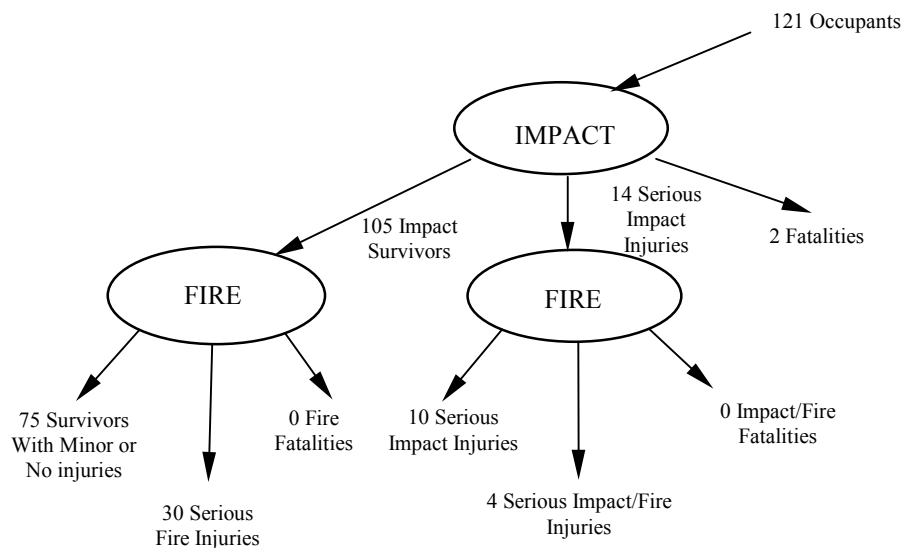 121 Occupants
IMPACT
105 Impact
Survivors
14 Serious
Impact
Injuries
2 Fatalities
FIRE
FIRE
75 Survivors
With Minor or
No injuries
0 Fire
Fatalities
10 Serious
Impact Injuries
0 Impact/Fire
Fatalities
30 Serious
Fire Injuries
4 Serious Impact/Fire
Injuries